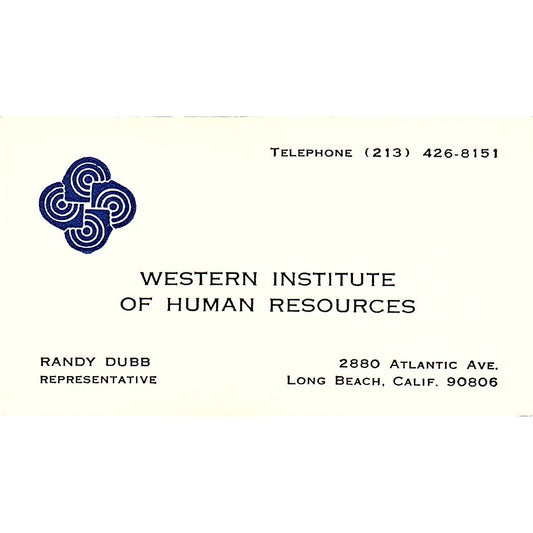 TELEPHONE (213) 426-8151
WESTERN INSTITUTE
OF HUMAN RESOURCES
RANDY DUBB
REPRESENTATIVE
2880 ATLANTIC AVE.
LONG BEACH, CALIF. 90806